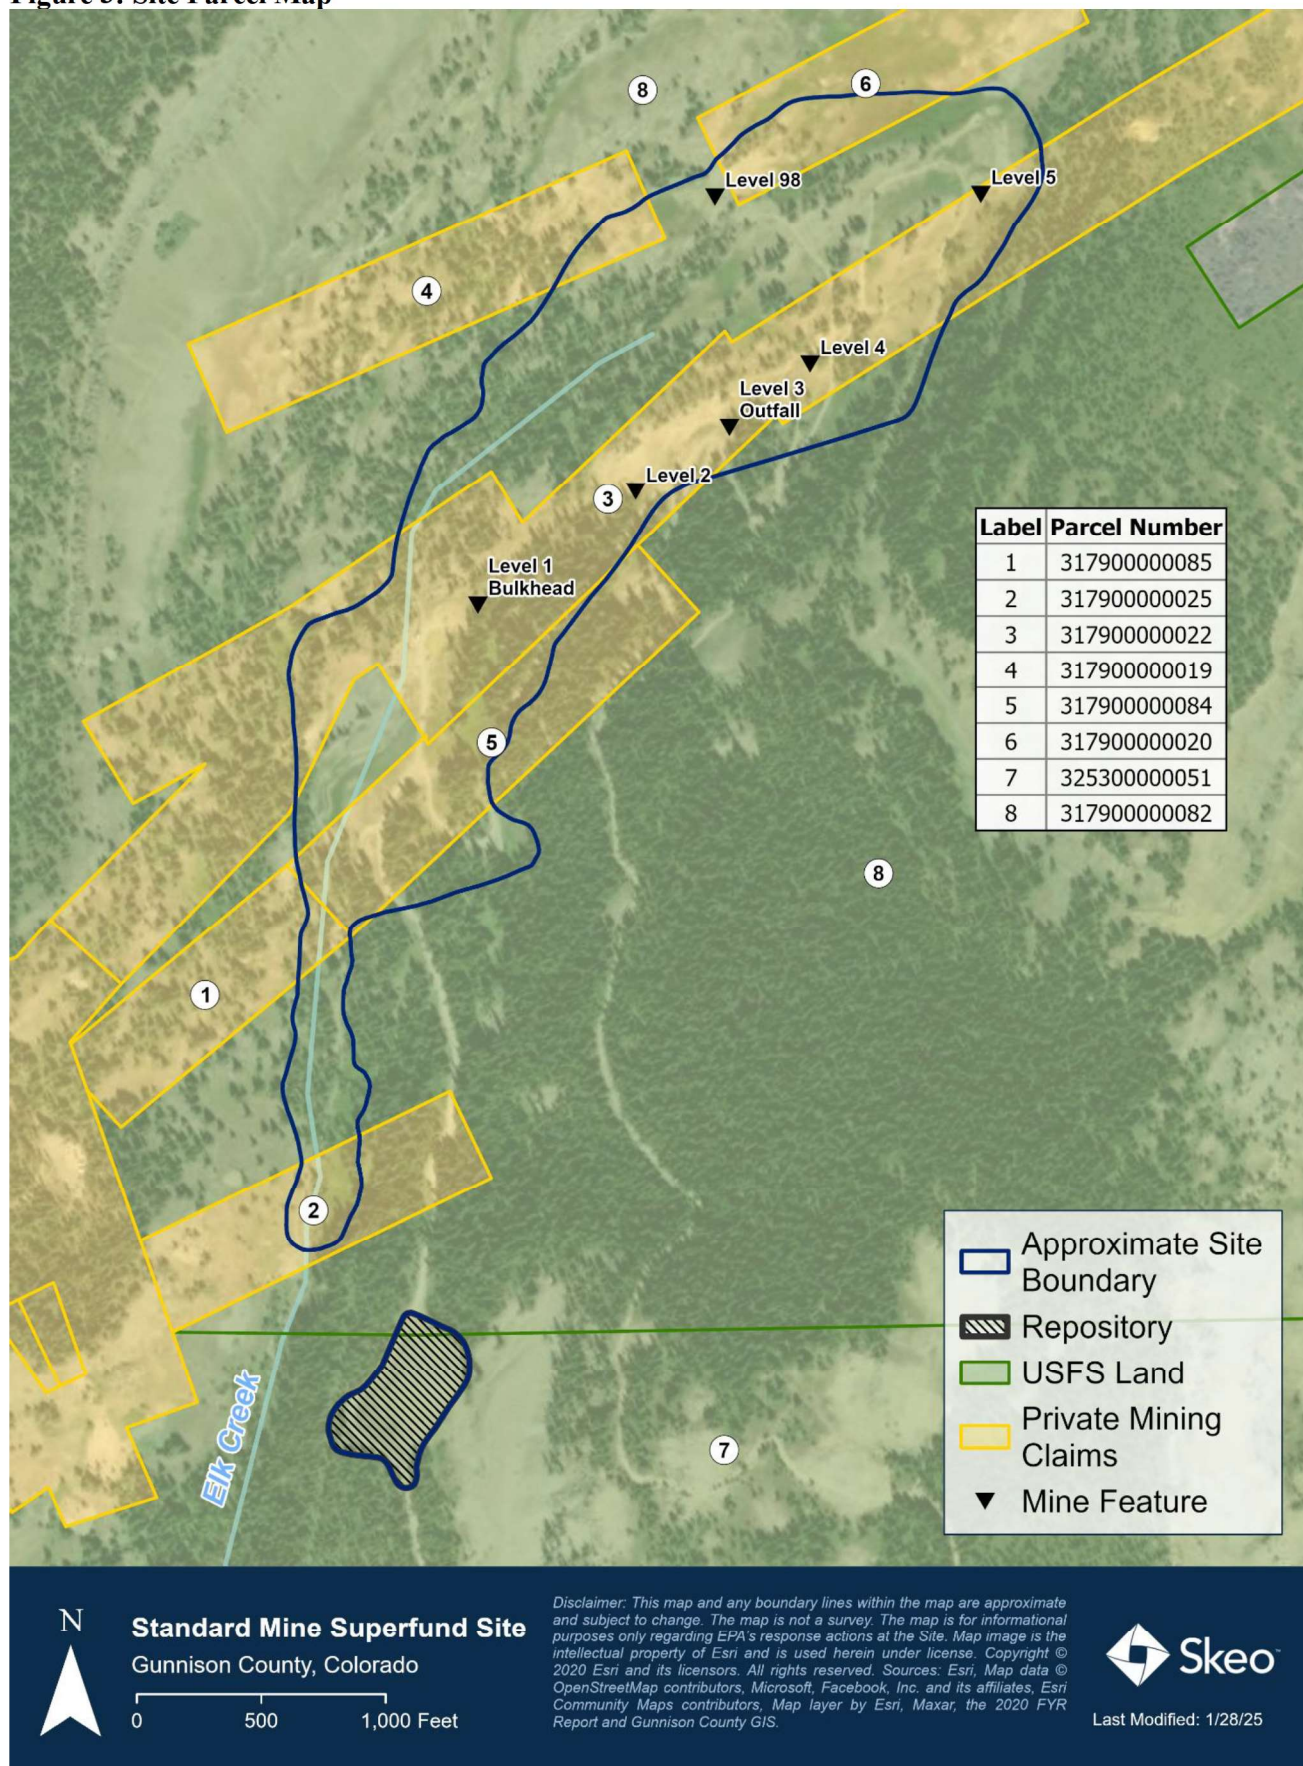 Figure 3: Site Parcel Map
8
6
Level 98
Level 5
4
Level 4
Level 3
Outfall
Level 2
3
Level 1
Bulkhead
Label Parcel Number
1 317900000085
2 317900000025
3 317900000022
4 317900000019
5 317900000084
6 317900000020
7 325300000051
8 317900000082
5
8
1
2
Elk Creek
7
Approximate Site
Boundary
Repository
USFS Land
Private Mining
Claims
Mine Feature
N
Standard Mine Superfund Site
Gunnison County, Colorado
0 500 1,000 Feet
Disclaimer: This map and any boundary lines within the map are approximate
and subject to change. The map is not a survey. The map is for informational
purposes only regarding EPA's response actions at the Site. Map image is the
intellectual property of Esri and is used herein under license. Copyright ©
2020 Esri and its licensors. All rights reserved. Sources: Esri, Map data ©
OpenStreetMap contributors, Microsoft, Facebook, Inc. and its affiliates, Esri
Community Maps contributors, Map layer by Esri, Maxar, the 2020 FYR
Report and Gunnison County GIS.
Skeo™
Last Modified: 1/28/25